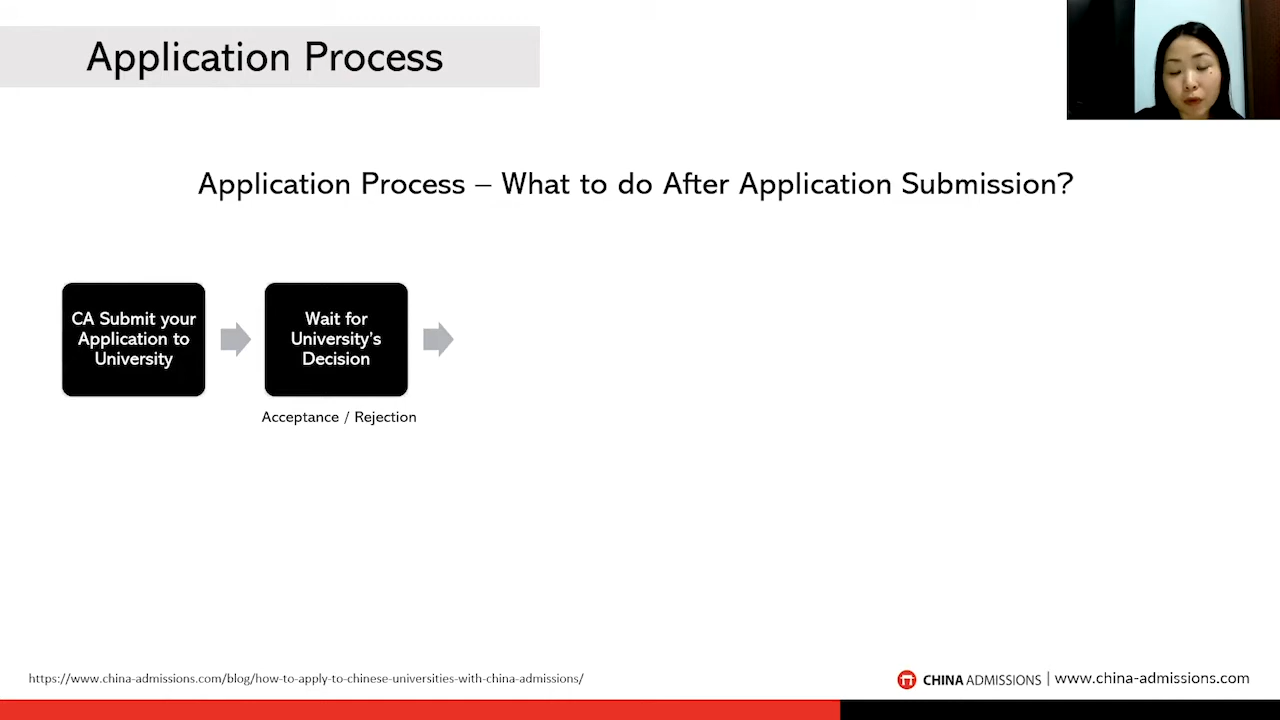 Application Process
Application Process – What to do After Application Submission?
CA Submit your
Application to
University
Wait for
University's
Decision
Acceptance / Rejection
https://www.china-admissions.com/blog/how-to-apply-to-chinese-universities-with-china-admissions/
CHINA ADMISSIONS | www.china-admissions.com